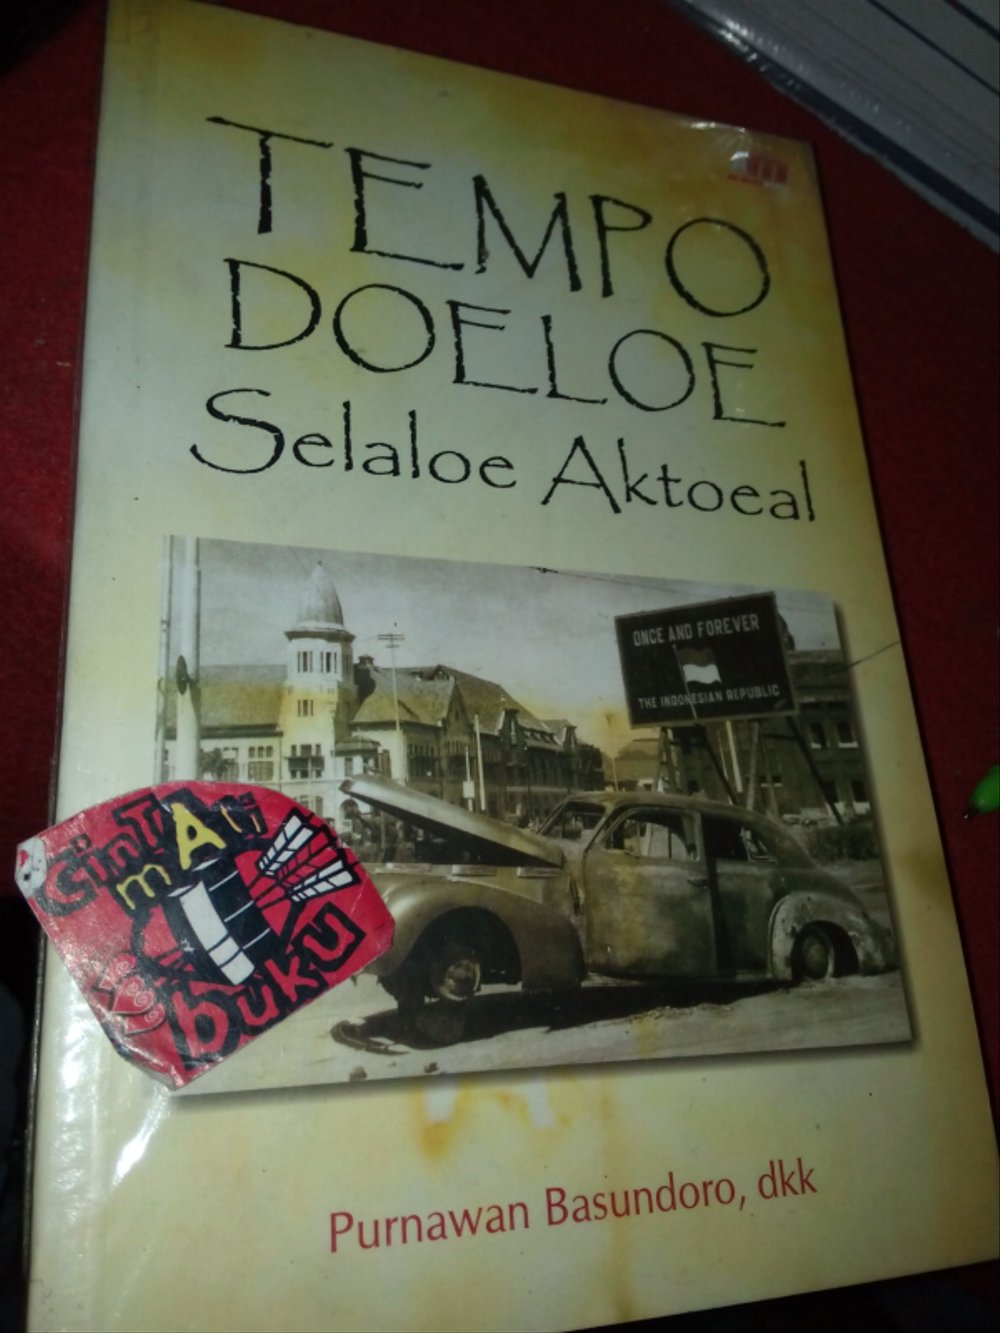 TEMPO
DOELOE
Selaloe Aktoeal
ONCE AND FOREVER
THE INDONESIAN REPUBLIC
CinTA
mATi
buku
Purnawan Basundoro, dkk